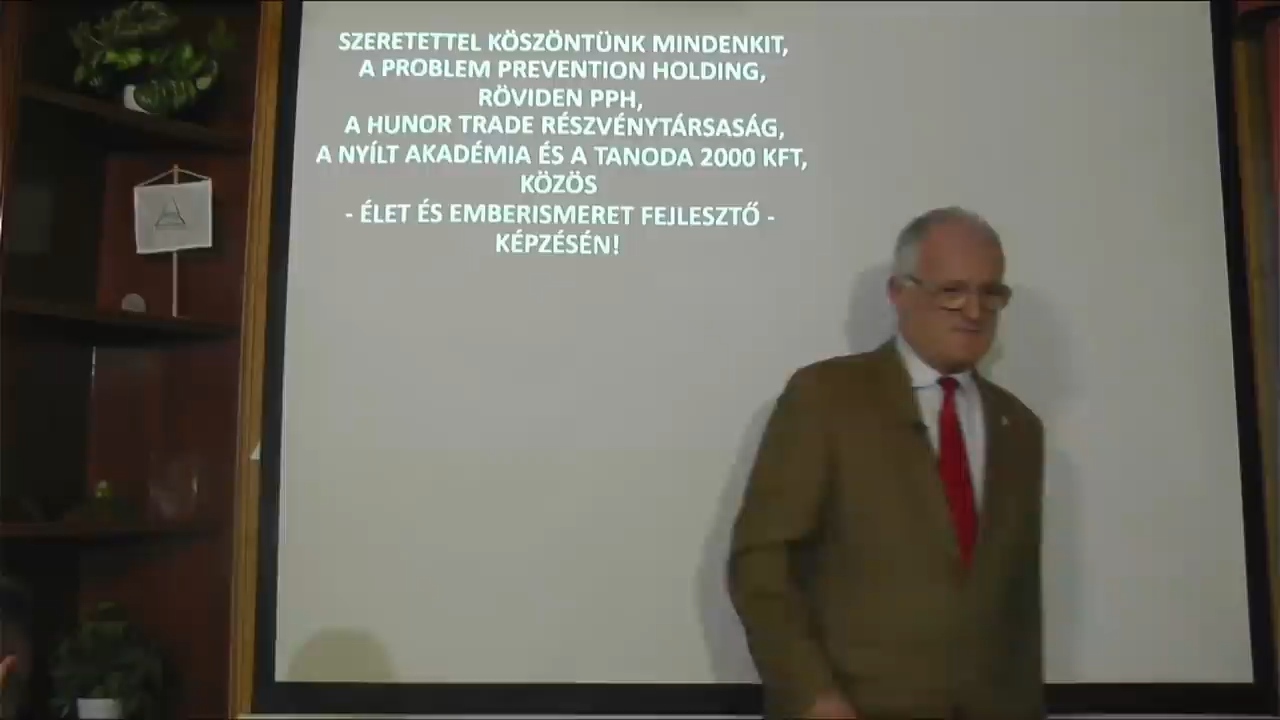 SZERETETTEL KÖSZÖNTÜNK MINDENKIT,
A PROBLEM PREVENTION HOLDING,
RÖVIDEN PPH,
A HUNOR TRADE RÉSZVÉNYTÁRSASÁG,
A NYÍLT AKADÉMIA ÉS A TANODA 2000 KFT,
KÖZÖS
- ÉLET ÉS EMBERISMERET FEJLESZTŐ -
KÉPZÉSÉN!